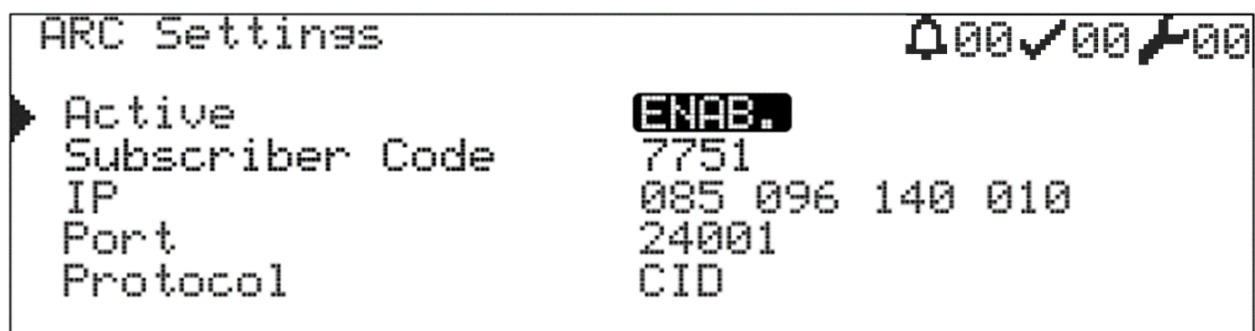 ARC Settings 00 00 00
Active ENAB.
Subscriber Code 7751
IP 085 096 140 010
Port 24001
Protocol CID